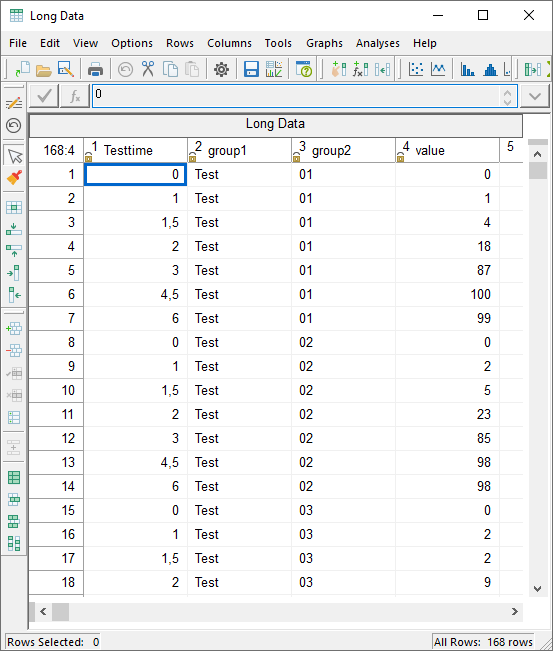 Long Data
File Edit View Options Rows Columns Tools Graphs Analyses Help
fx 0
Long Data
168:4 1 Testtime 2 group1 3 group2 4 value 5
1 0 Test 01 0
2 1 Test 01 1
3 1,5 Test 01 4
4 2 Test 01 18
5 3 Test 01 87
6 4,5 Test 01 100
7 6 Test 01 99
8 0 Test 02 0
9 1 Test 02 2
10 1,5 Test 02 5
11 2 Test 02 23
12 3 Test 02 85
13 4,5 Test 02 98
14 6 Test 02 98
15 0 Test 03 0
16 1 Test 03 2
17 1,5 Test 03 2
18 2 Test 03 9
Rows Selected: 0 All Rows: 168 rows